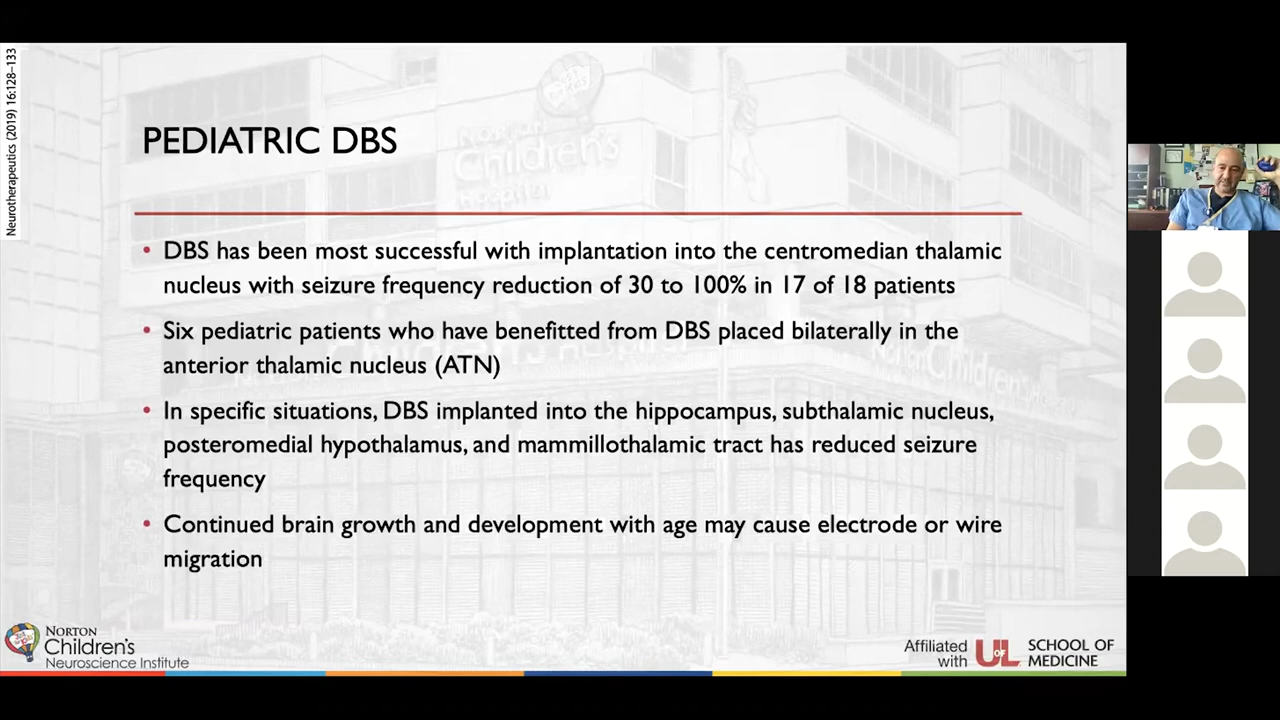 Neurotherapeutics (2019) 16:128–133
PEDIATRIC DBS
• DBS has been most successful with implantation into the centromedian thalamic
nucleus with seizure frequency reduction of 30 to 100% in 17 of 18 patients
• Six pediatric patients who have benefitted from DBS placed bilaterally in the
anterior thalamic nucleus (ATN)
• In specific situations, DBS implanted into the hippocampus, subthalamic nucleus,
posteromedial hypothalamus, and mammillothalamic tract has reduced seizure
frequency
• Continued brain growth and development with age may cause electrode or wire
migration
NORTON
Children's
Hospital
NORTON
Children's
Neuroscience Institute
Affiliated
with
UofL
SCHOOL OF
MEDICINE